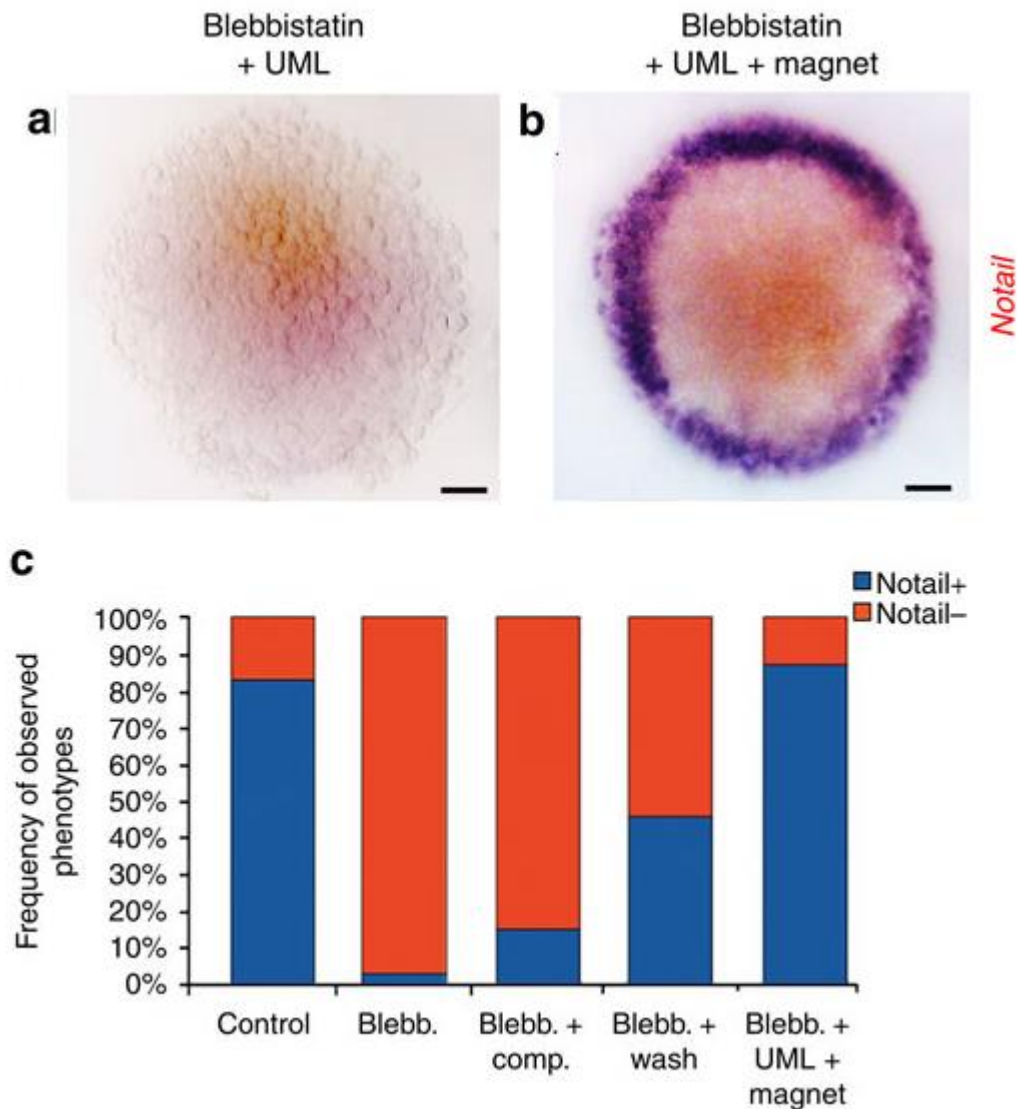 Blebbistatin
+ UML
Blebbistatin
+ UML + magnet
a
b
Notail
c
Notail+
Notail–
Frequency of observed
phenotypes
100%
90%
80%
70%
60%
50%
40%
30%
20%
10%
0%
Control
Blebb.
Blebb. +
comp.
Blebb. +
wash
Blebb. +
UML +
magnet